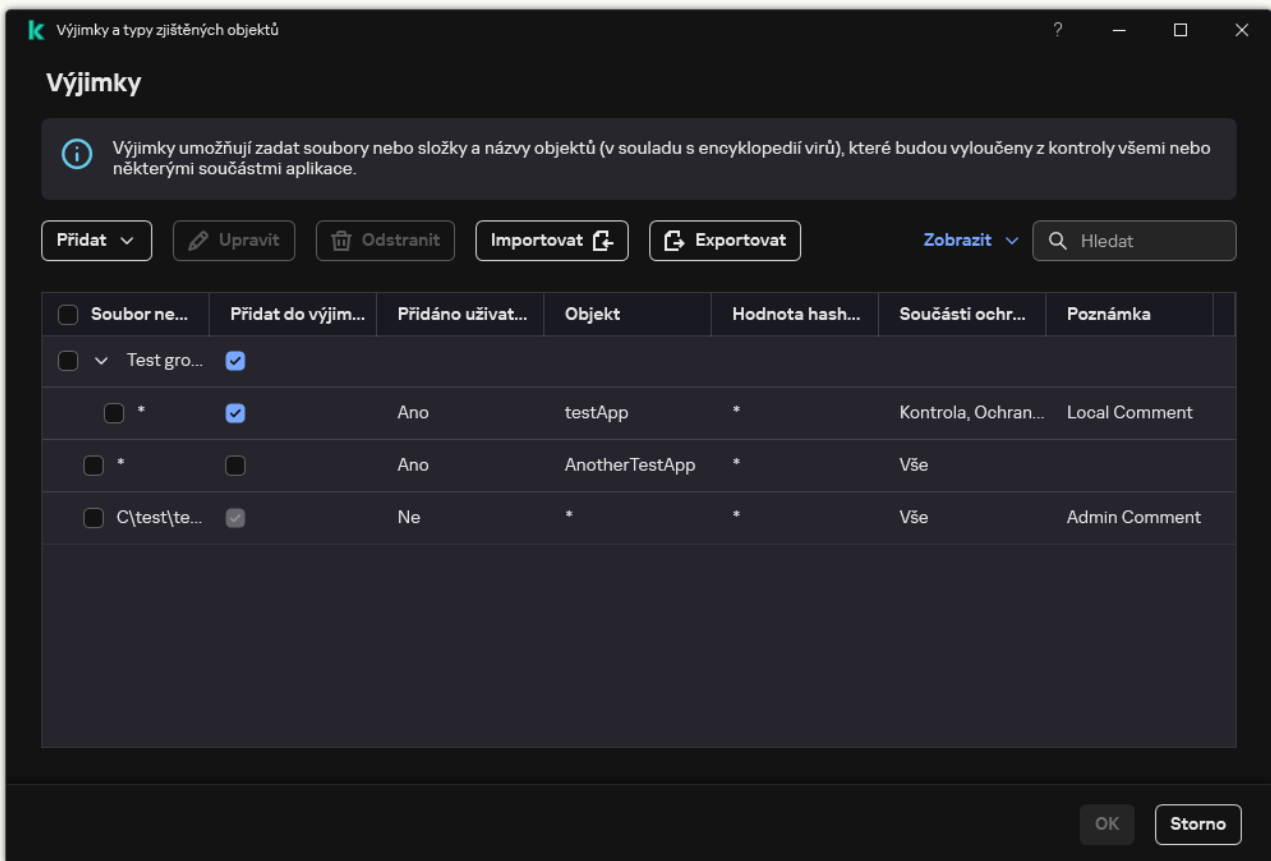 Výjimky a typy zjištěných objektů
?
Výjimky
Výjimky umožňují zadat soubory nebo složky a názvy objektů (v souladu s encyklopedií virů), které budou vyloučeny z kontroly všemi nebo
některými součástmi aplikace.
Přidat Upravit Odstranit Importovat Exportovat Zobrazit Hledat
Soubor ne... Přidat do výjim... Přidáno uživat... Objekt Hodnota hash... Součásti ochr... Poznámka
Test gro...
* Ano testApp * Kontrola, Ochran... Local Comment
* Ano AnotherTestApp * Vše
C\test\te... Ne * * Vše Admin Comment
OK Storno